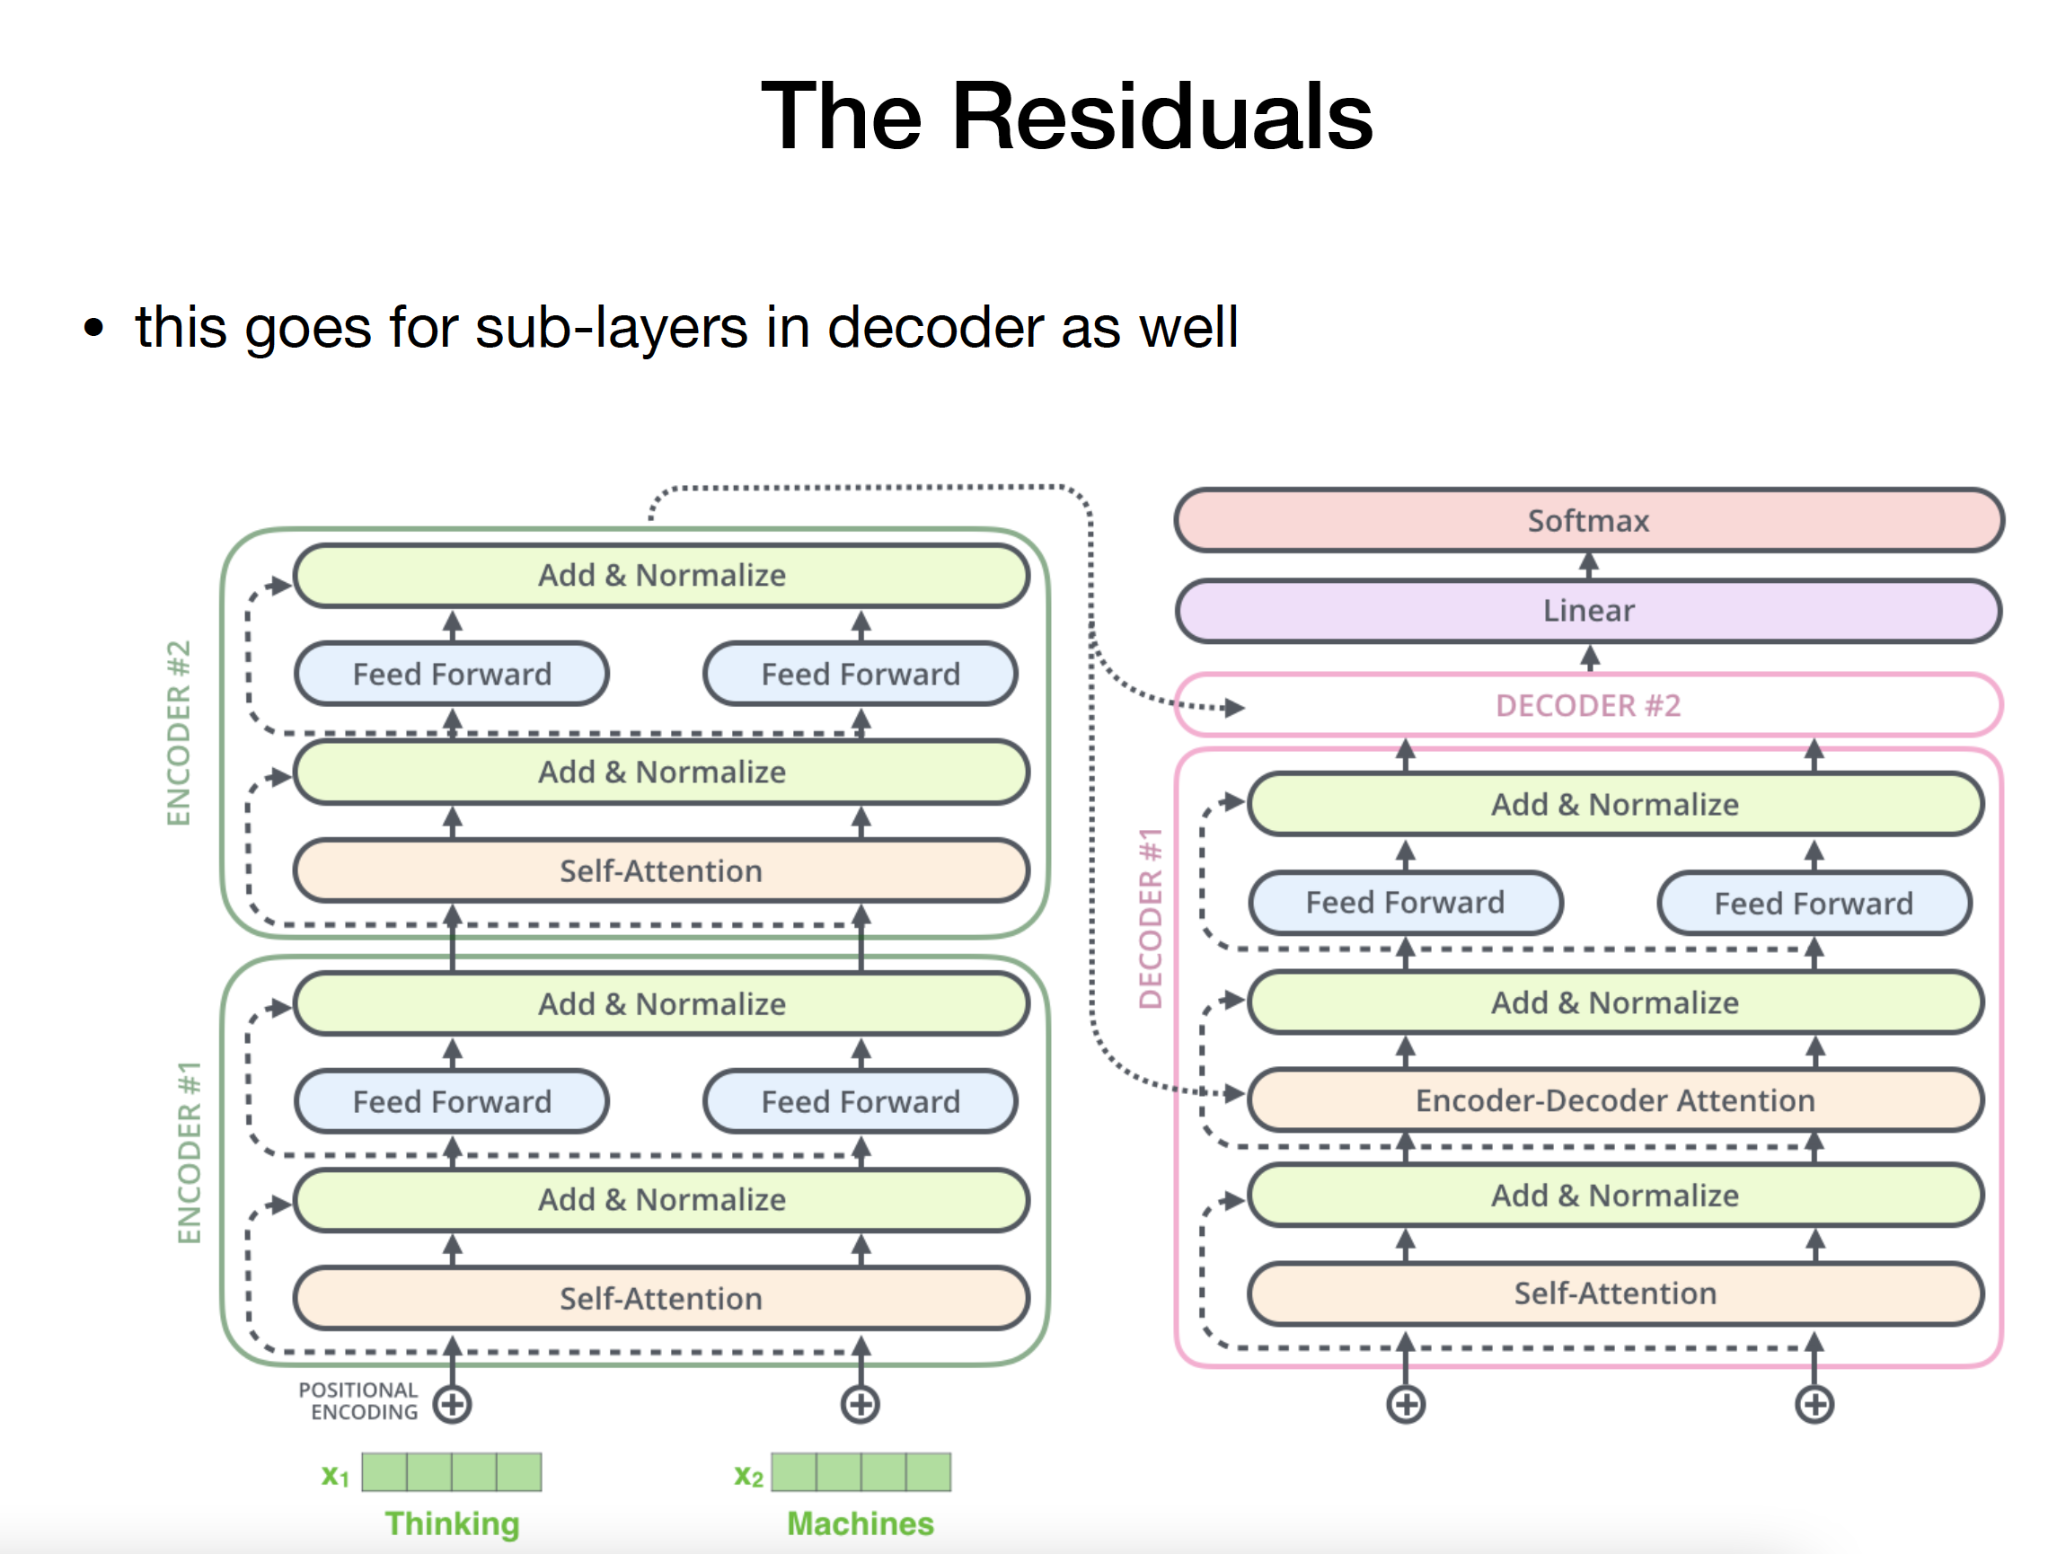 The Residuals
• this goes for sub-layers in decoder as well
ENCODER #2
Add & Normalize
Feed Forward Feed Forward
Add & Normalize
Self-Attention
ENCODER #1
Add & Normalize
Feed Forward Feed Forward
Add & Normalize
Self-Attention
POSITIONAL
ENCODING
x₁ x₂
Thinking Machines
Softmax
Linear
DECODER #2
DECODER #1
Add & Normalize
Feed Forward Feed Forward
Add & Normalize
Encoder-Decoder Attention
Add & Normalize
Self-Attention